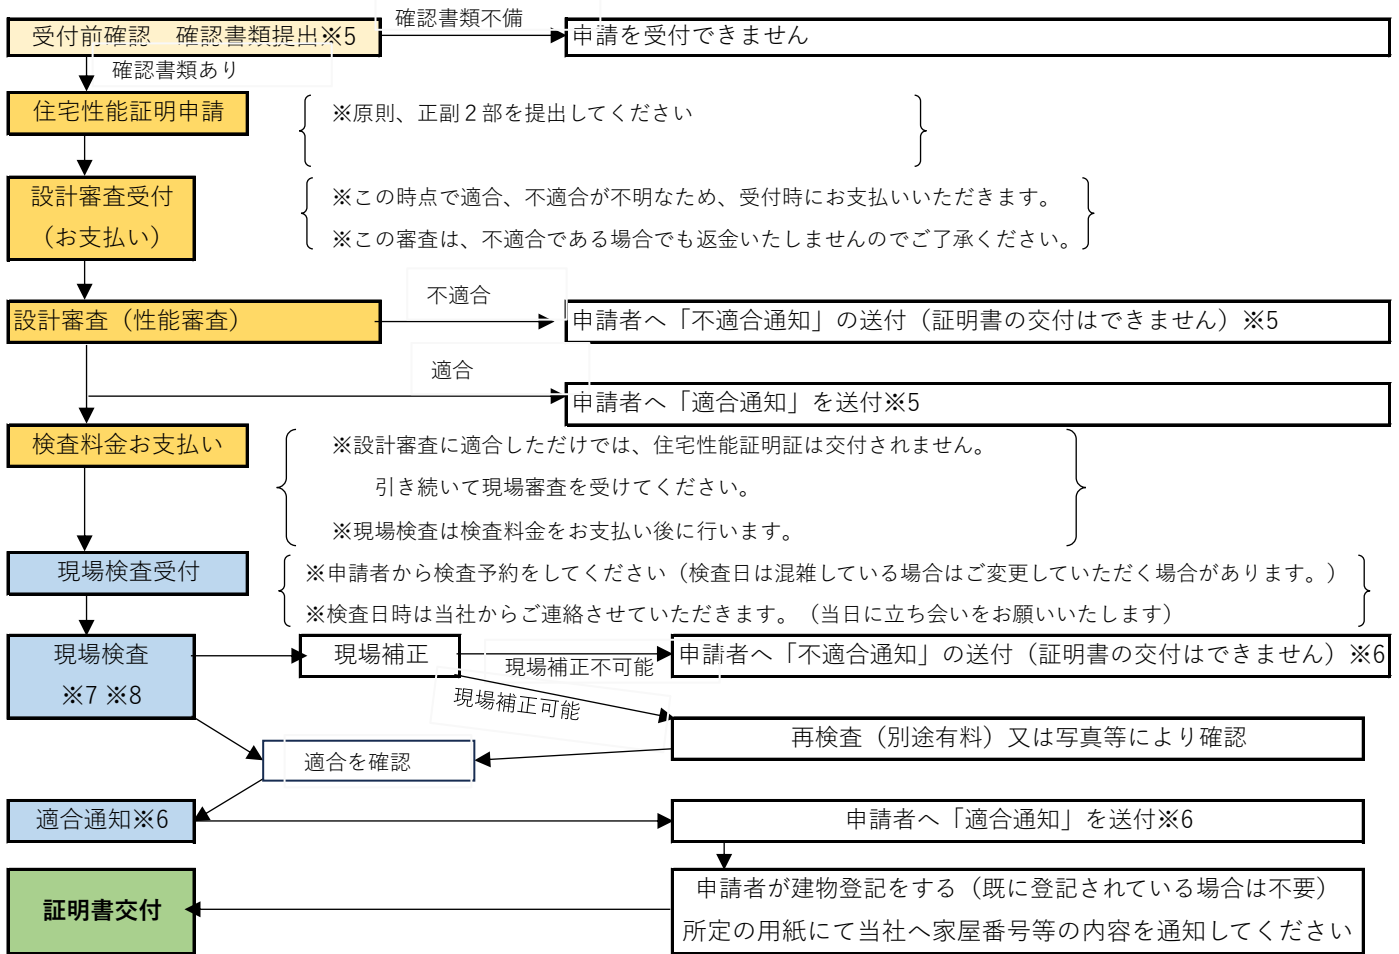 確認書類不備
受付前確認　確認書類提出※5
申請を受付できません
確認書類あり
住宅性能証明申請
※原則、正副２部を提出してください
設計審査受付
（お支払い）
※この時点で適合、不適合が不明なため、受付時にお支払いいただきます。
※この審査は、不適合である場合でも返金いたしませんのでご了承ください。
不適合
設計審査（性能審査）
申請者へ「不適合通知」の送付（証明書の交付はできません）※5
適合
申請者へ「適合通知」を送付※5
検査料金お支払い
※設計審査に適合しただけでは、住宅性能証明証は交付されません。
引き続いて現場審査を受けてください。
※現場検査は検査料金をお支払い後に行います。
現場検査受付
※申請者から検査予約をしてください（検査日は混雑している場合はご変更していただく場合があります。）
※検査日時は当社からご連絡させていただきます。（当日に立ち会いをお願いいたします）
現場検査
※7 ※8
現場補正
現場補正不可能
申請者へ「不適合通知」の送付（証明書の交付はできません）※6
現場補正可能
再検査（別途有料）又は写真等により確認
適合を確認
適合通知※6
申請者へ「適合通知」を送付※6
証明書交付
申請者が建物登記をする（既に登記されている場合は不要）
所定の用紙にて当社へ家屋番号等の内容を通知してください